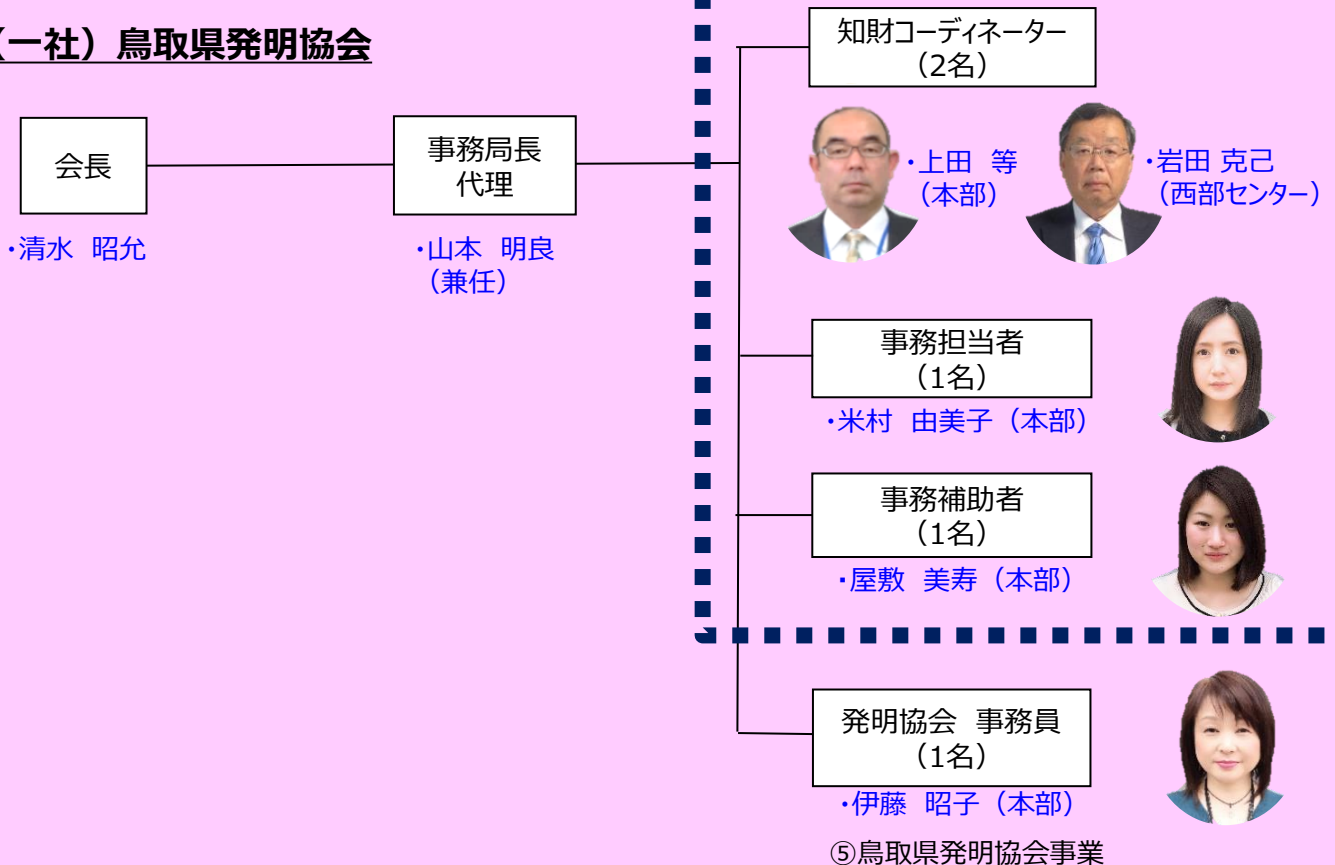 （一社）鳥取県発明協会
会長
・清水　昭允
事務局長
代理
・山本　明良
（兼任）
知財コーディネーター
（2名）
・上田　等
（本部）
・岩田 克己
（西部センター）
事務担当者
（1名）
・米村　由美子（本部）
事務補助者
（1名）
・屋敷　美寿（本部）
発明協会　事務員
（1名）
・伊藤　昭子（本部）
⑤鳥取県発明協会事業